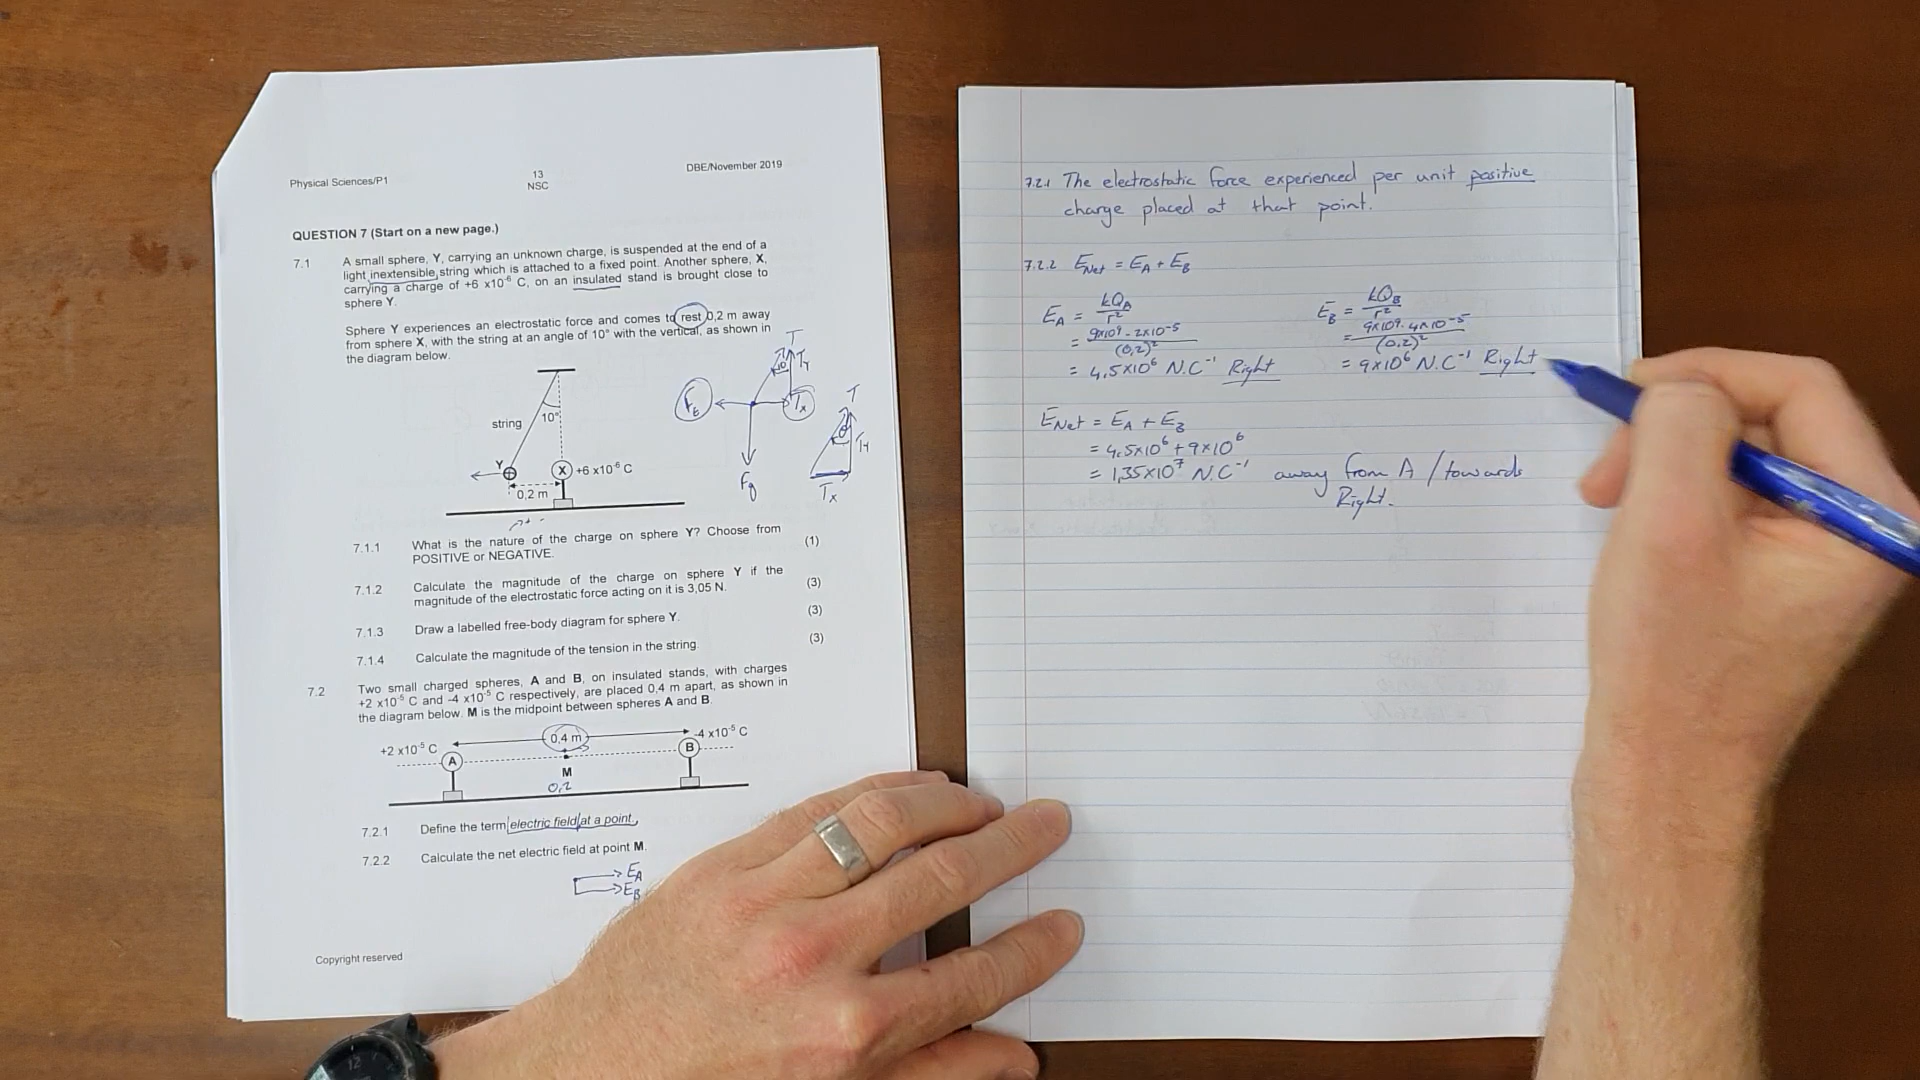 Physical Sciences/P1
13
NSC
DBE/November 2019
QUESTION 7 (Start on a new page.)
7.1 A small sphere, Y, carrying an unknown charge, is suspended at the end of a
light inextensible string which is attached to a fixed point. Another sphere, X,
carrying a charge of +6 x10⁻⁶ C, on an insulated stand is brought close to
sphere Y.
Sphere Y experiences an electrostatic force and comes to rest 0,2 m away
from sphere X, with the string at an angle of 10° with the vertical, as shown in
the diagram below.
string
10°
Y
X +6 x10⁻⁶ C
0,2 m
T
10°
Ty
FE
Tx
Fg
T
θ
Ty
Tx
7.1.1 What is the nature of the charge on sphere Y? Choose from
POSITIVE or NEGATIVE. (1)
7.1.2 Calculate the magnitude of the charge on sphere Y if the
magnitude of the electrostatic force acting on it is 3,05 N. (3)
7.1.3 Draw a labelled free-body diagram for sphere Y. (3)
7.1.4 Calculate the magnitude of the tension in the string. (3)
7.2 Two small charged spheres, A and B, on insulated stands, with charges
+2 x10⁻⁵ C and -4 x10⁻⁵ C respectively, are placed 0,4 m apart, as shown in
the diagram below. M is the midpoint between spheres A and B.
+2 x10⁻⁵ C
0,4 m
-4 x10⁻⁵ C
A
B
M
0,2
7.2.1 Define the term electric field at a point.
7.2.2 Calculate the net electric field at point M.
EA
EB
Copyright reserved
7.2.1 The electrostatic force experienced per unit positive
charge placed at that point.
7.2.2 ENet = EA + EB
EA = kQA/r²
= 9x10⁹ · 2x10⁻⁵/(0,2)²
= 4,5x10⁶ N.C⁻¹ Right
EB = kQB/r²
= 9x10⁹ · 4x10⁻⁵/(0,2)²
= 9x10⁶ N.C⁻¹ Right
ENet = EA + EB
= 4,5x10⁶ + 9x10⁶
= 1,35x10⁷ N.C⁻¹ away from A / towards
Right.